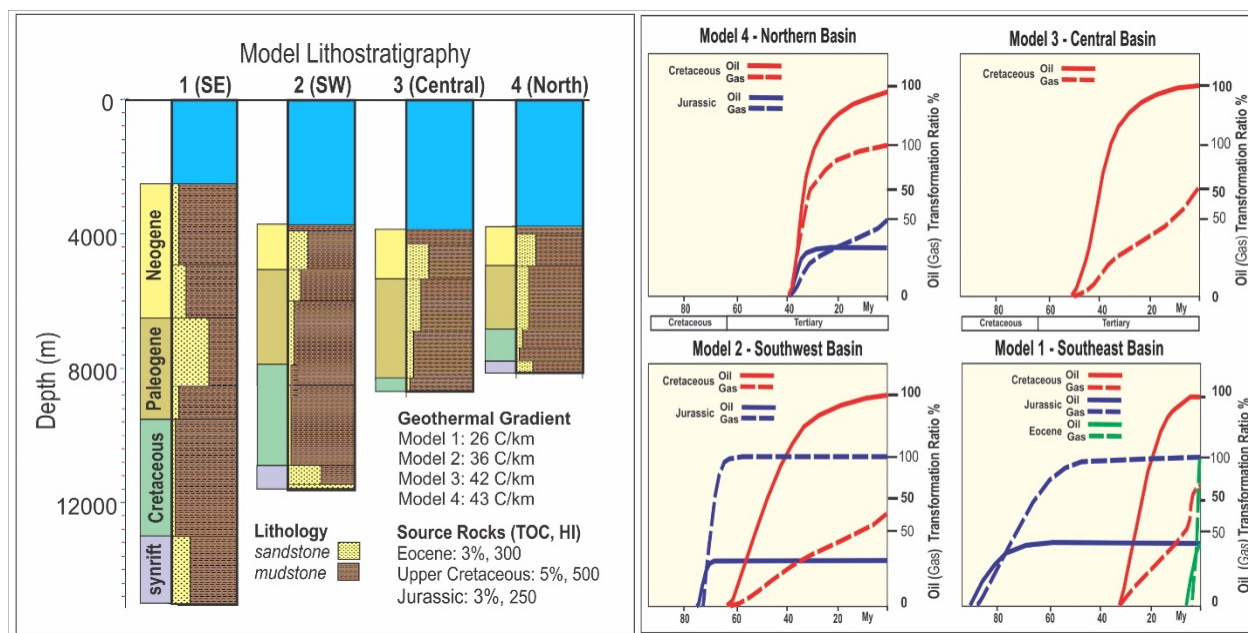 Model Lithostratigraphy
1 (SE)
2 (SW)
3 (Central)
4 (North)
Depth (m)
0
4000
8000
12000
Neogene
Paleogene
Cretaceous
synrift
Geothermal Gradient
Model 1: 26 C/km
Model 2: 36 C/km
Model 3: 42 C/km
Model 4: 43 C/km
Lithology
sandstone
mudstone
Source Rocks (TOC, HI)
Eocene: 3%, 300
Upper Cretaceous: 5%, 500
Jurassic: 3%, 250
Model 4 - Northern Basin
Cretaceous
Oil
Gas
Jurassic
Oil
Gas
100
100
50
50
0
Oil (Gas) Transformation Ratio %
80
60
40
20
My
Cretaceous
Tertiary
Model 3 - Central Basin
Cretaceous
Oil
Gas
100
100
50
50
0
Oil (Gas) Transformation Ratio %
80
60
40
20
My
Cretaceous
Tertiary
Model 2 - Southwest Basin
Cretaceous
Oil
Gas
Jurassic
Oil
Gas
100
100
50
50
0
Oil (Gas) Transformation Ratio %
80
60
40
20
My
Model 1 - Southeast Basin
Cretaceous
Oil
Gas
Jurassic
Oil
Gas
Eocene
Oil
Gas
100
100
50
50
0
Oil (Gas) Transformation Ratio %
80
60
40
20
My